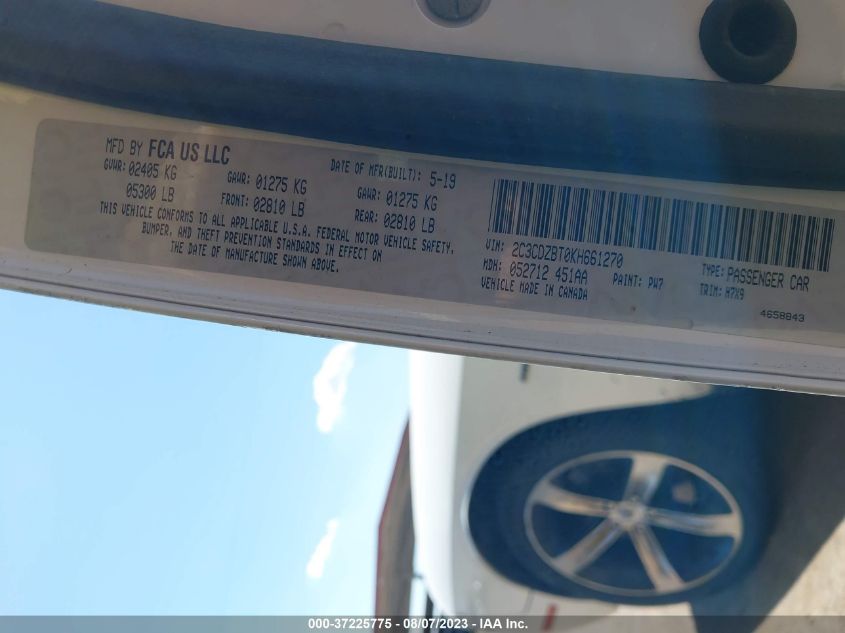 MFD BY FCA US LLC
DATE OF MFR(BUILT): 5-19
GVWR: 02405 KG
05300 LB
GAWR: 01275 KG
FRONT: 02810 LB
GAWR: 01275 KG
REAR: 02810 LB
THIS VEHICLE CONFORMS TO ALL APPLICABLE U.S.A. FEDERAL MOTOR VEHICLE SAFETY,
BUMPER, AND THEFT PREVENTION STANDARDS IN EFFECT ON
THE DATE OF MANUFACTURE SHOWN ABOVE.
VIN: 2C3CDZBT0KH661270
TYPE: PASSENGER CAR
MDH: 052712 451AA
PAINT: PW7
TRIM: H7X9
VEHICLE MADE IN CANADA
4658843
000-37225775 - 08/07/2023 - IAA Inc.